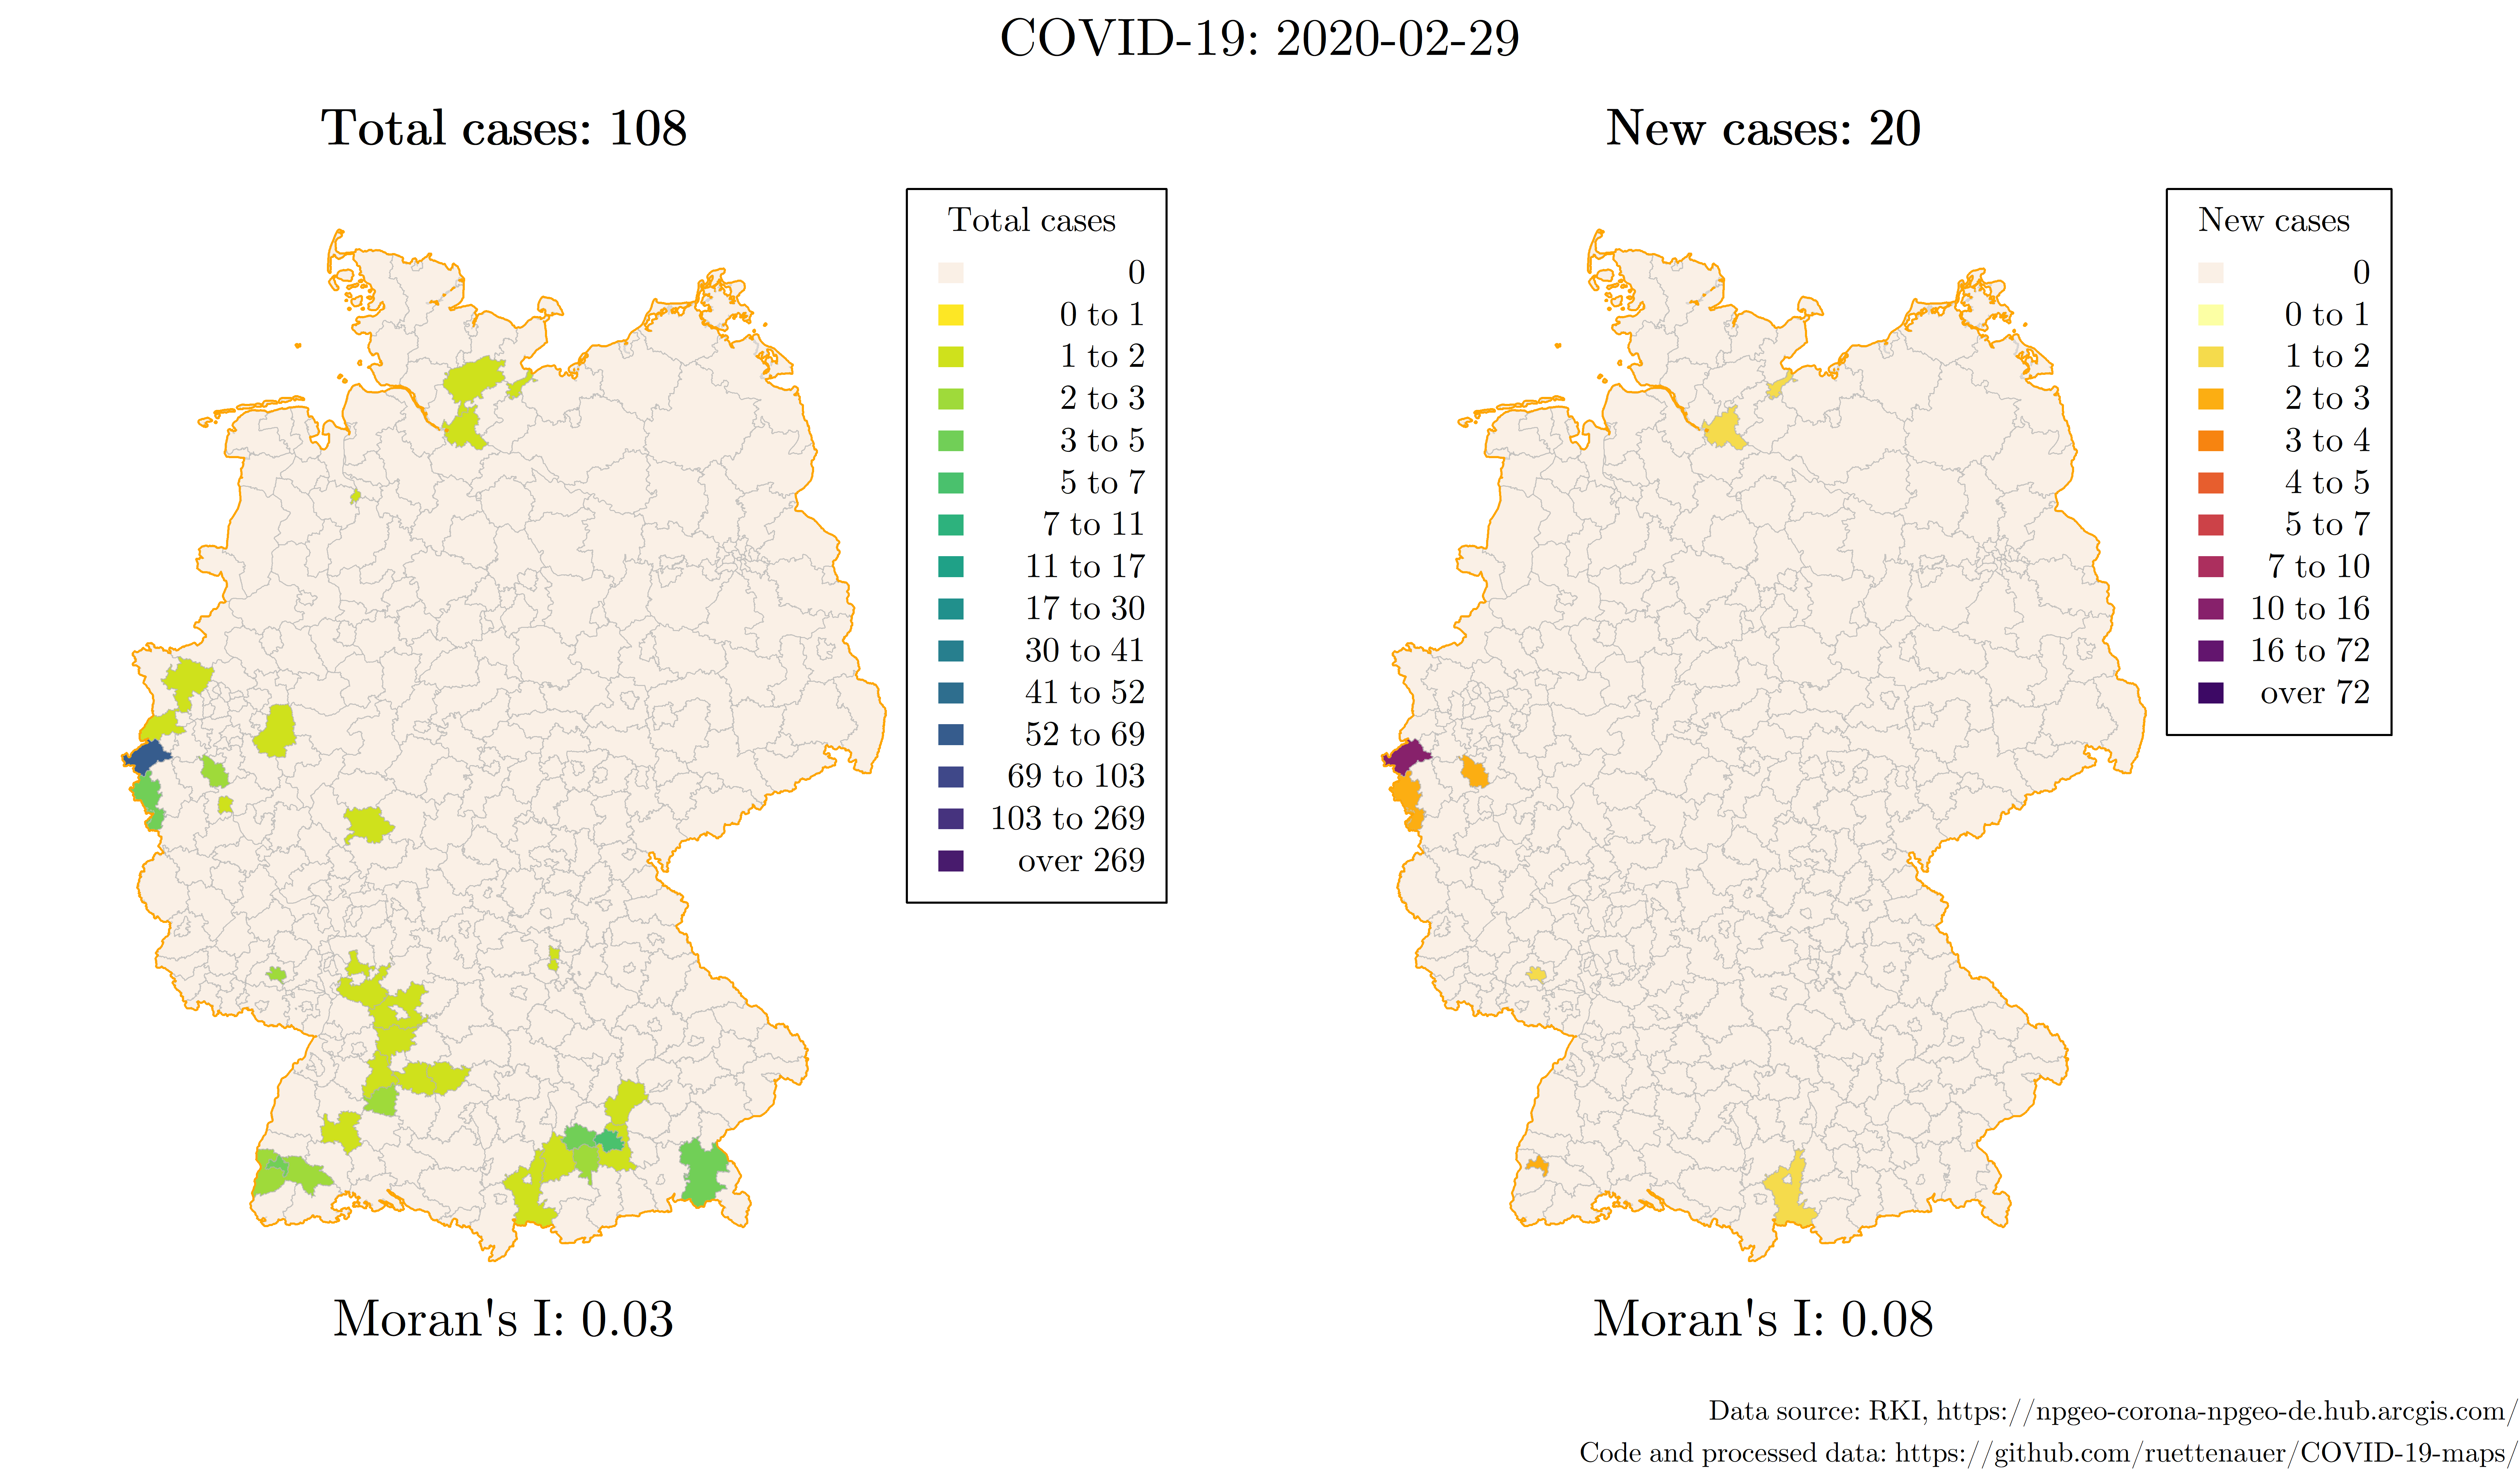 COVID-19: 2020-02-29
Total cases: 108
Total cases
0
0 to 1
1 to 2
2 to 3
3 to 5
5 to 7
7 to 11
11 to 17
17 to 30
30 to 41
41 to 52
52 to 69
69 to 103
103 to 269
over 269
Moran's I: 0.03
New cases: 20
New cases
0
0 to 1
1 to 2
2 to 3
3 to 4
4 to 5
5 to 7
7 to 10
10 to 16
16 to 72
over 72
Moran's I: 0.08
Data source: RKI, https://npgeo-corona-npgeo-de.hub.arcgis.com/
Code and processed data: https://github.com/ruettenauer/COVID-19-maps/